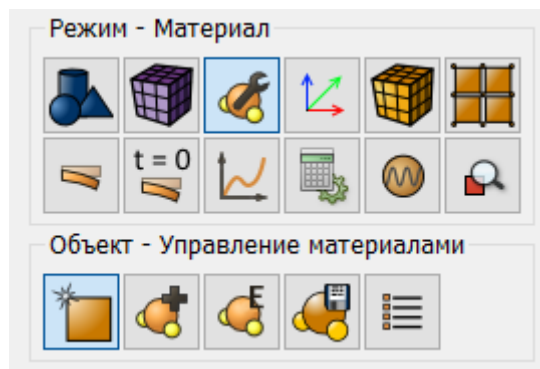 Режим - Материал
t = 0
Объект - Управление материалами
E